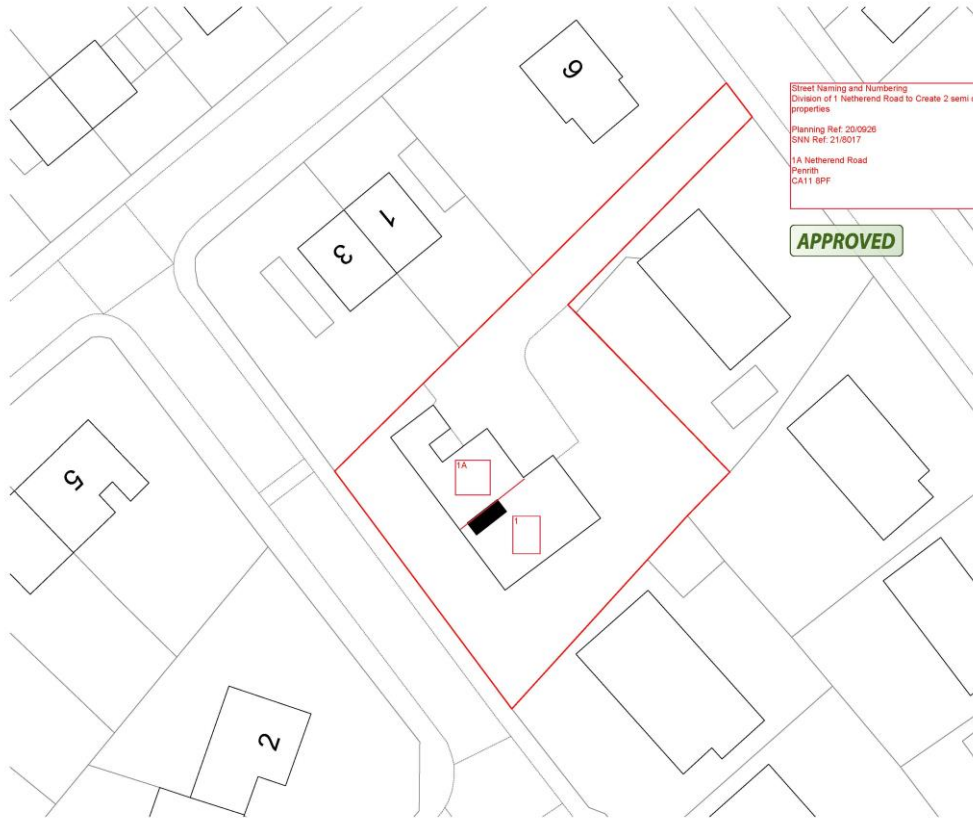 Street Naming and Numbering
Division of 1 Netherend Road to Create 2 semi
properties
Planning Ref: 20/0926
SNN Ref: 21/8017
1A Netherend Road
Penrith
CA11 8PF
APPROVED
1
3
5
1A
1
2